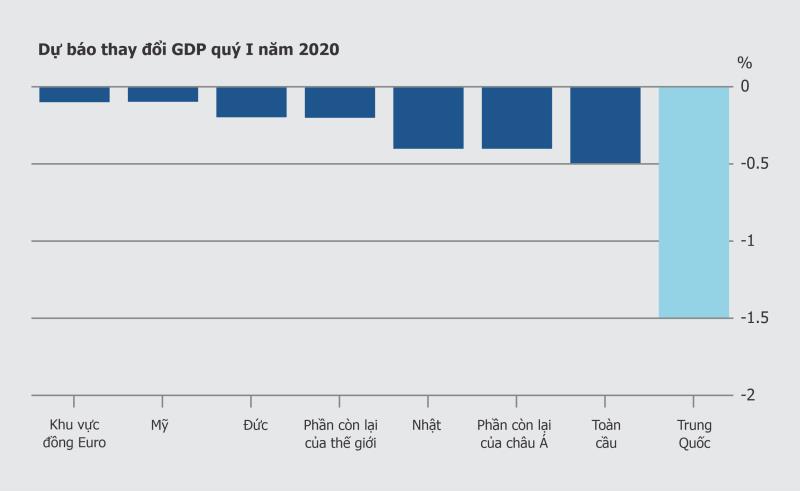 Dự báo thay đổi GDP quý I năm 2020
%
0
-0.5
-1
-1.5
-2
Khu vực
đồng Euro
Mỹ
Đức
Phần còn lại
của thế giới
Nhật
Phần còn lại
của châu Á
Toàn
cầu
Trung
Quốc